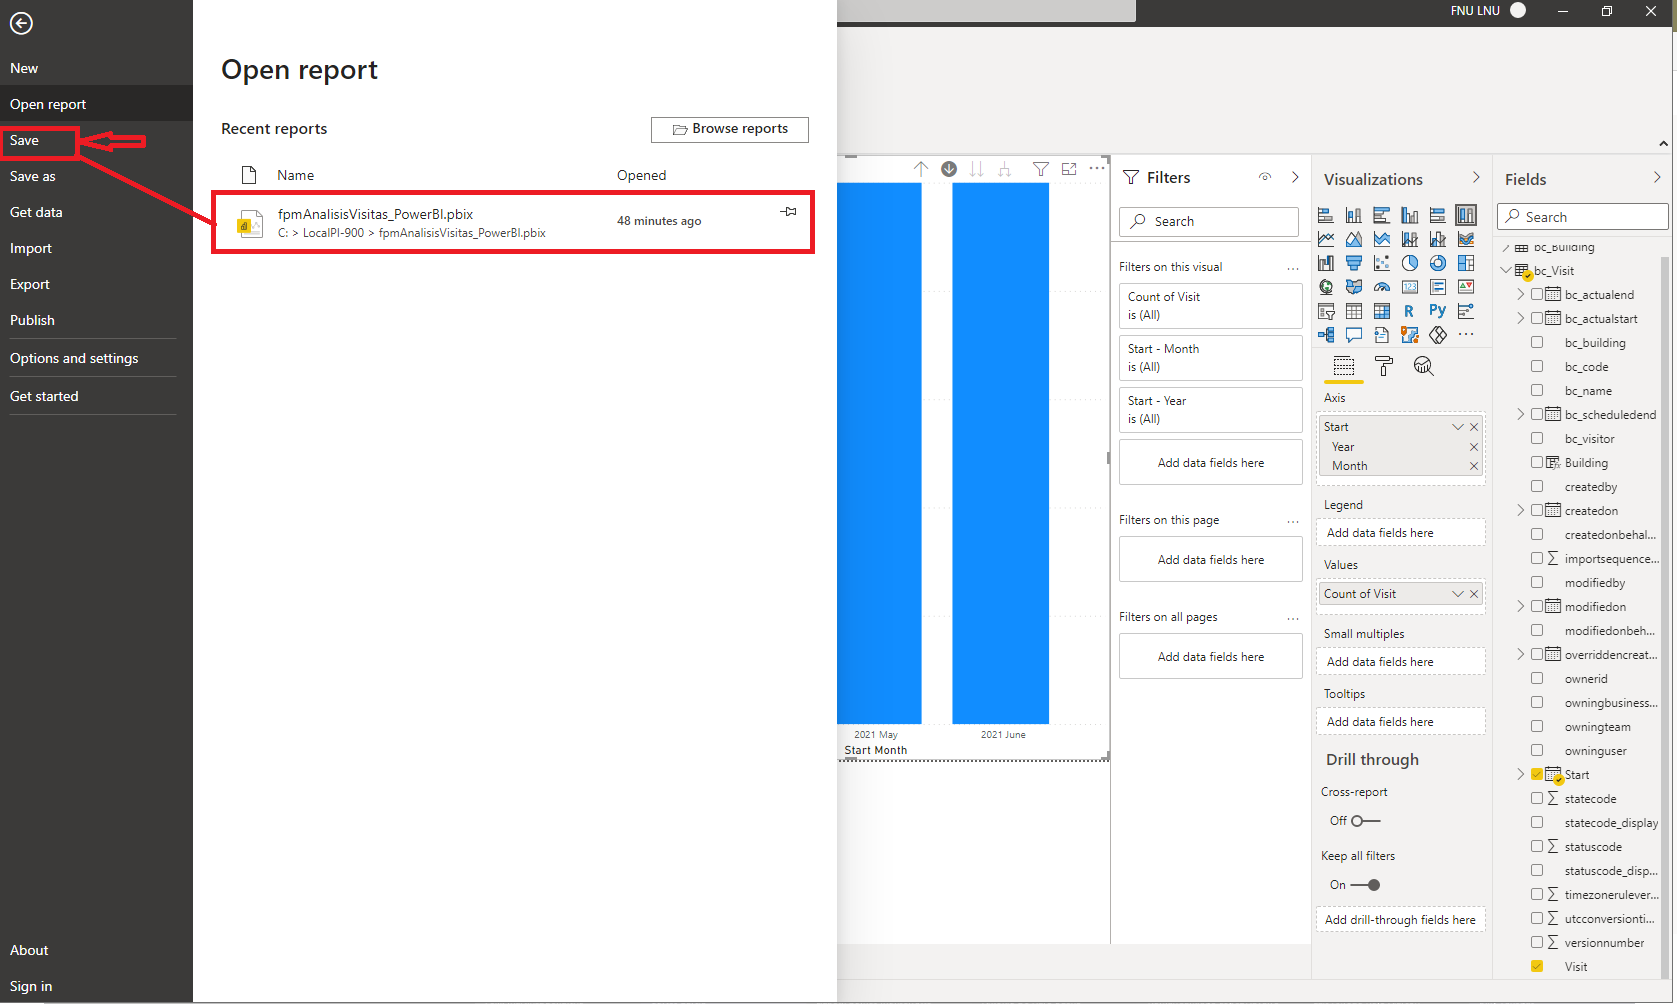 FNU LNU
New
Open report
Save
Save as
Get data
Import
Export
Publish
Options and settings
Get started
About
Sign in
Open report
Recent reports
Browse reports
Name
Opened
fpmAnalisisVisitas_PowerBI.pbix
C: > LocalPI-900 > fpmAnalisisVisitas_PowerBI.pbix
48 minutes ago
2021 May
2021 June
Start Month
Filters
Search
Filters on this visual
Count of Visit
is (All)
Start - Month
is (All)
Start - Year
is (All)
Add data fields here
Filters on this page
Add data fields here
Filters on all pages
Add data fields here
Visualizations
123
R
Py
Axis
Start
Year
Month
Legend
Add data fields here
Values
Count of Visit
Small multiples
Add data fields here
Tooltips
Add data fields here
Drill through
Cross-report
Off
Keep all filters
On
Add drill-through fields here
Fields
Search
bc_Building
bc_Visit
bc_actualend
bc_actualstart
bc_building
bc_code
bc_name
bc_scheduledend
bc_visitor
Building
createdby
createdon
createdonbehal...
importsequence...
modifiedby
modifiedon
modifiedonbeh...
overriddencreat...
ownerid
owningbusiness...
owningteam
owninguser
Start
statecode
statecode_display
statuscode
statuscode_disp...
timezonerulever...
utcconversionti...
versionnumber
Visit